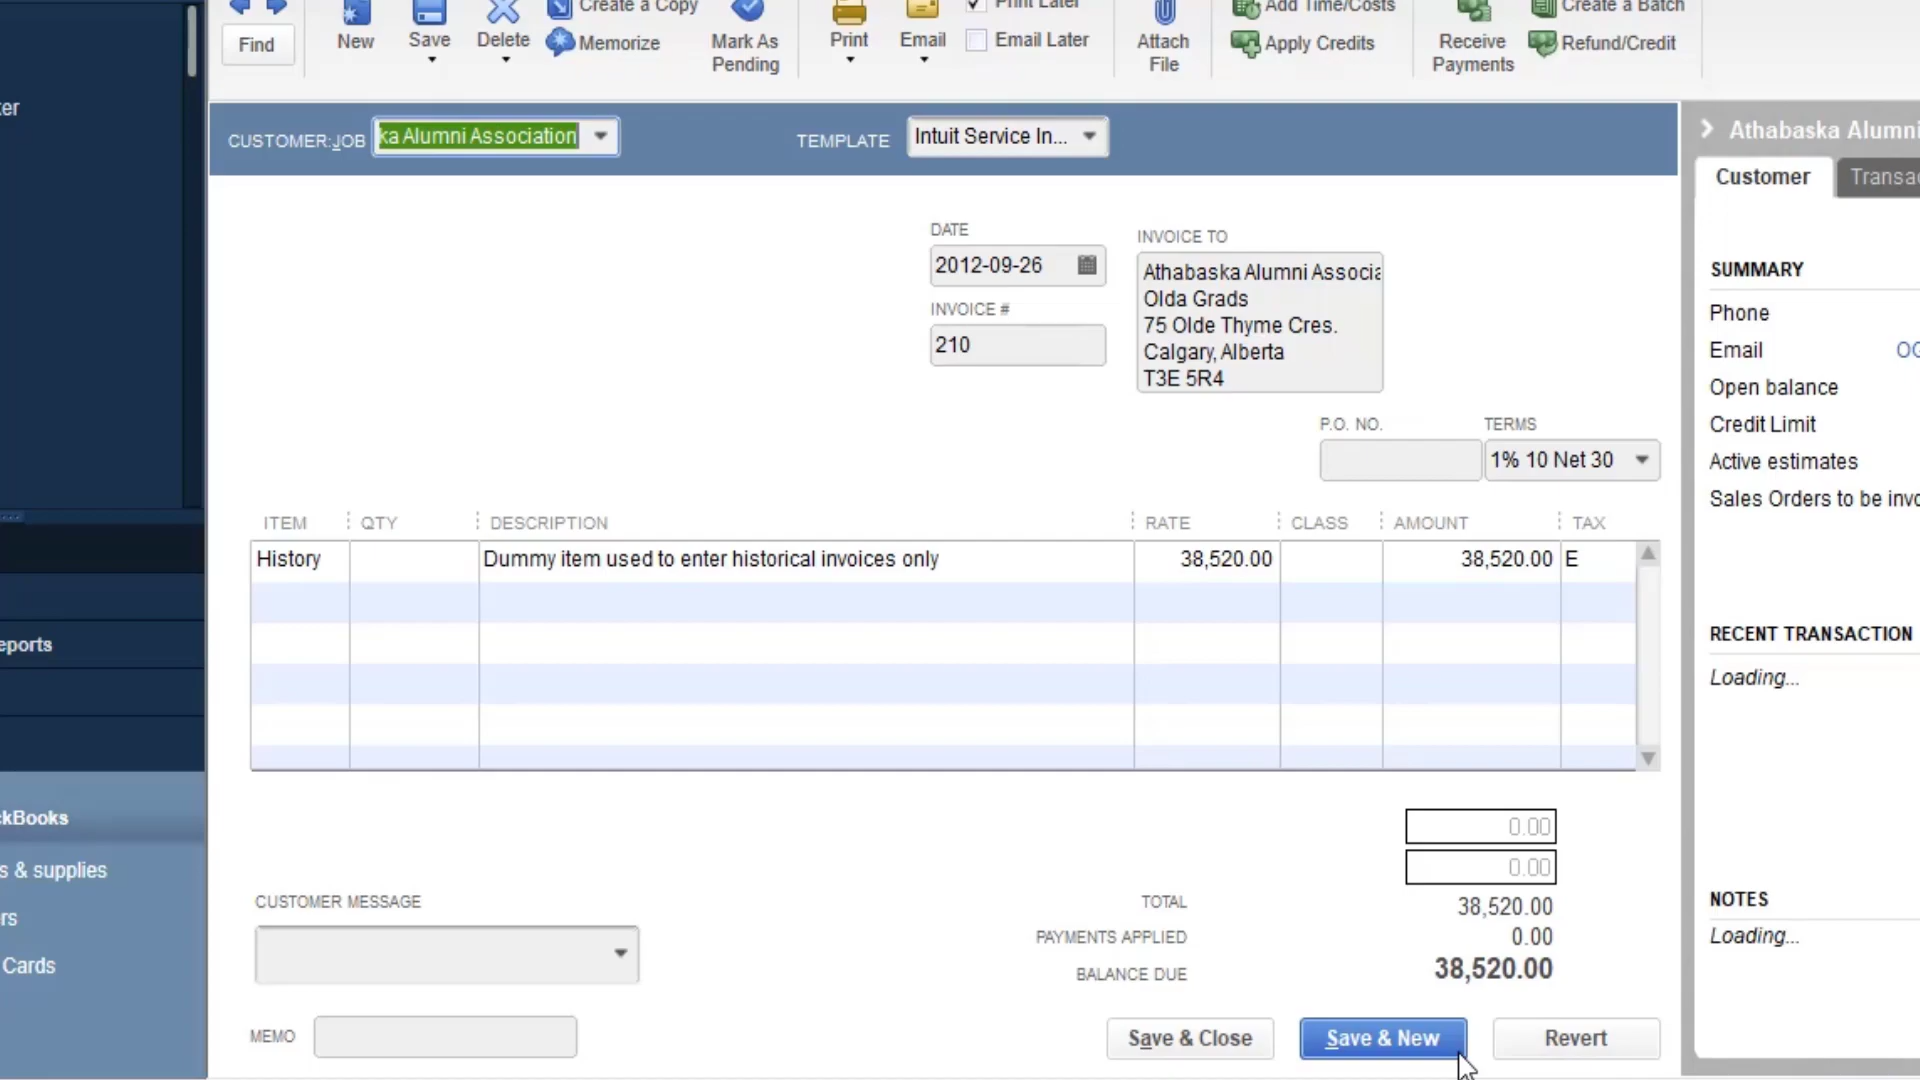 Find
New
Save
Delete
Create a Copy
Memorize
Mark As
Pending
Print
Email
Print Later
Email Later
Attach
File
Add Time/Costs
Apply Credits
Receive
Payments
Create a Batch
Refund/Credit
ter
eports
ckBooks
s & supplies
rs
Cards
CUSTOMER:JOB
ka Alumni Association
TEMPLATE
Intuit Service In...
DATE
2012-09-26
INVOICE #
210
INVOICE TO
Athabaska Alumni Associa
Olda Grads
75 Olde Thyme Cres.
Calgary, Alberta
T3E 5R4
P.O. NO.
TERMS
1% 10 Net 30
ITEM QTY DESCRIPTION RATE CLASS AMOUNT TAX
History Dummy item used to enter historical invoices only 38,520.00 38,520.00 E
0.00
0.00
CUSTOMER MESSAGE
TOTAL 38,520.00
PAYMENTS APPLIED 0.00
BALANCE DUE 38,520.00
MEMO
Save & Close
Save & New
Revert
Athabaska Alumni
Customer
Transac
SUMMARY
Phone
Email OG
Open balance
Credit Limit
Active estimates
Sales Orders to be invo
RECENT TRANSACTION
Loading...
NOTES
Loading...